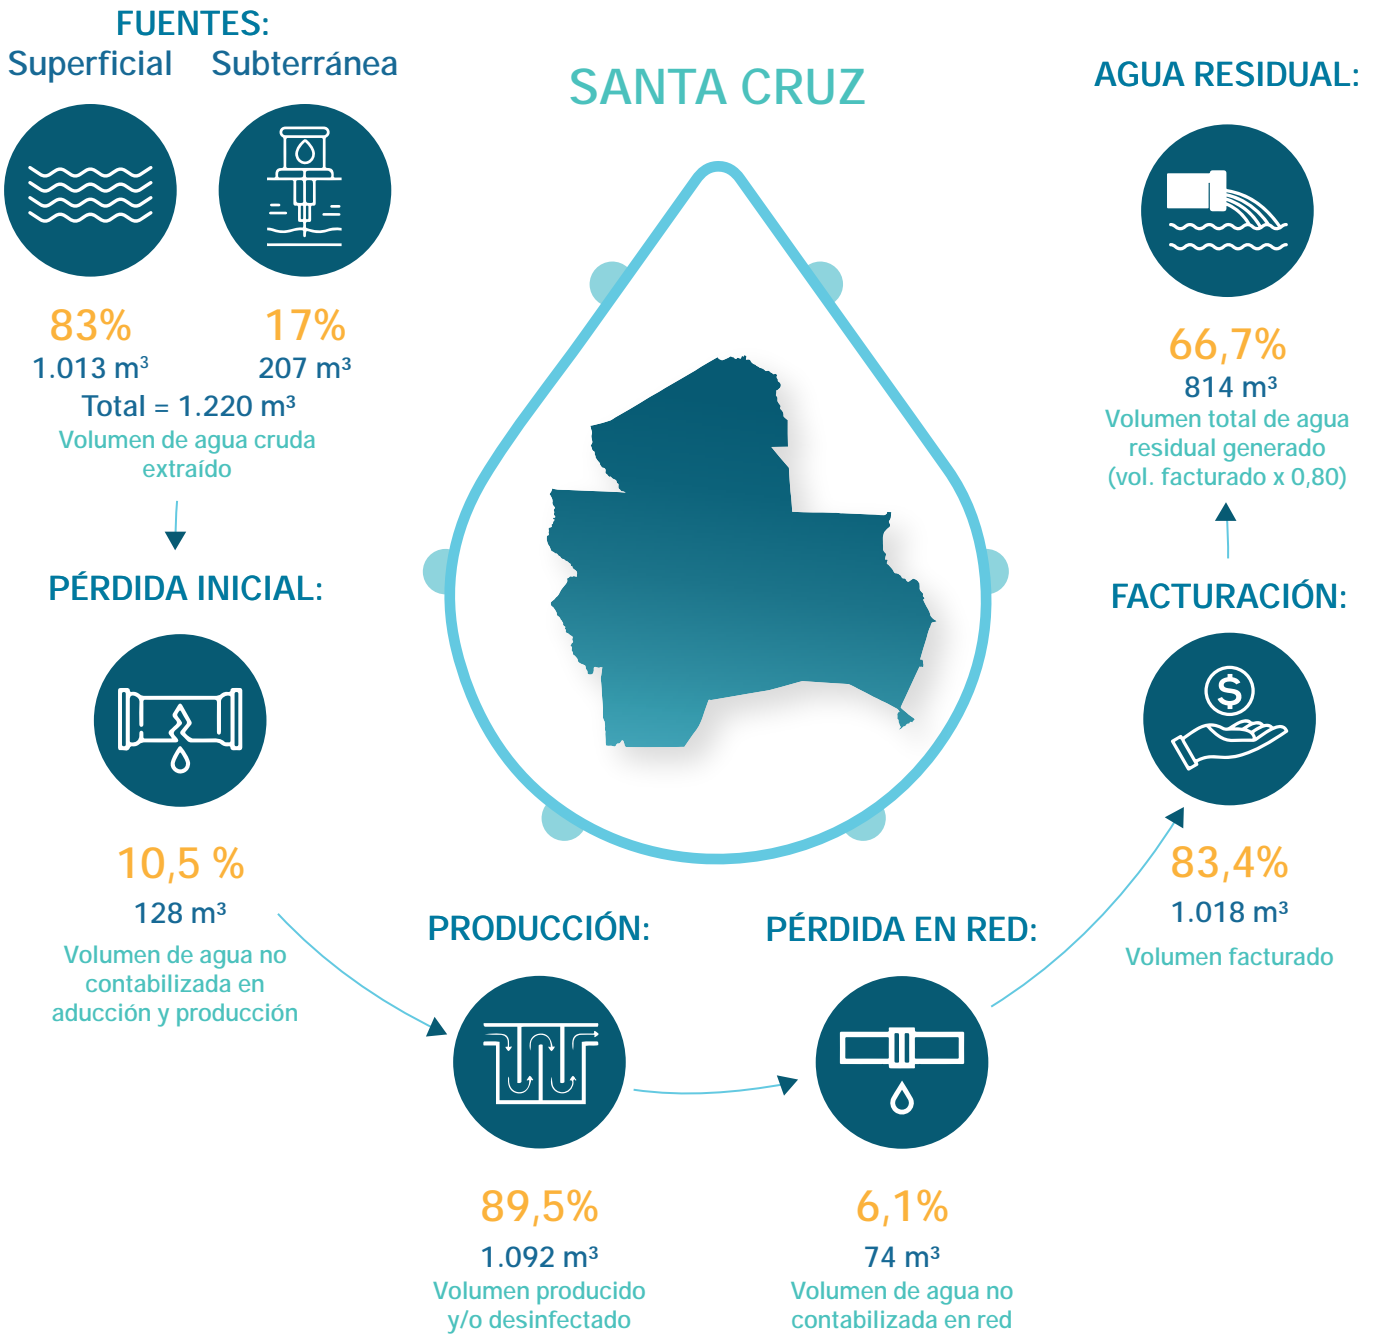 SANTA CRUZ
FUENTES:
Superficial
83%
1.013 m³
Subterránea
17%
207 m³
Total = 1.220 m³
Volumen de agua cruda
extraído
PÉRDIDA INICIAL:
10,5 %
128 m³
Volumen de agua no
contabilizada en
aducción y producción
PRODUCCIÓN:
89,5%
1.092 m³
Volumen producido
y/o desinfectado
PÉRDIDA EN RED:
6,1%
74 m³
Volumen de agua no
contabilizada en red
FACTURACIÓN:
$
83,4%
1.018 m³
Volumen facturado
AGUA RESIDUAL:
66,7%
814 m³
Volumen total de agua
residual generado
(vol. facturado x 0,80)